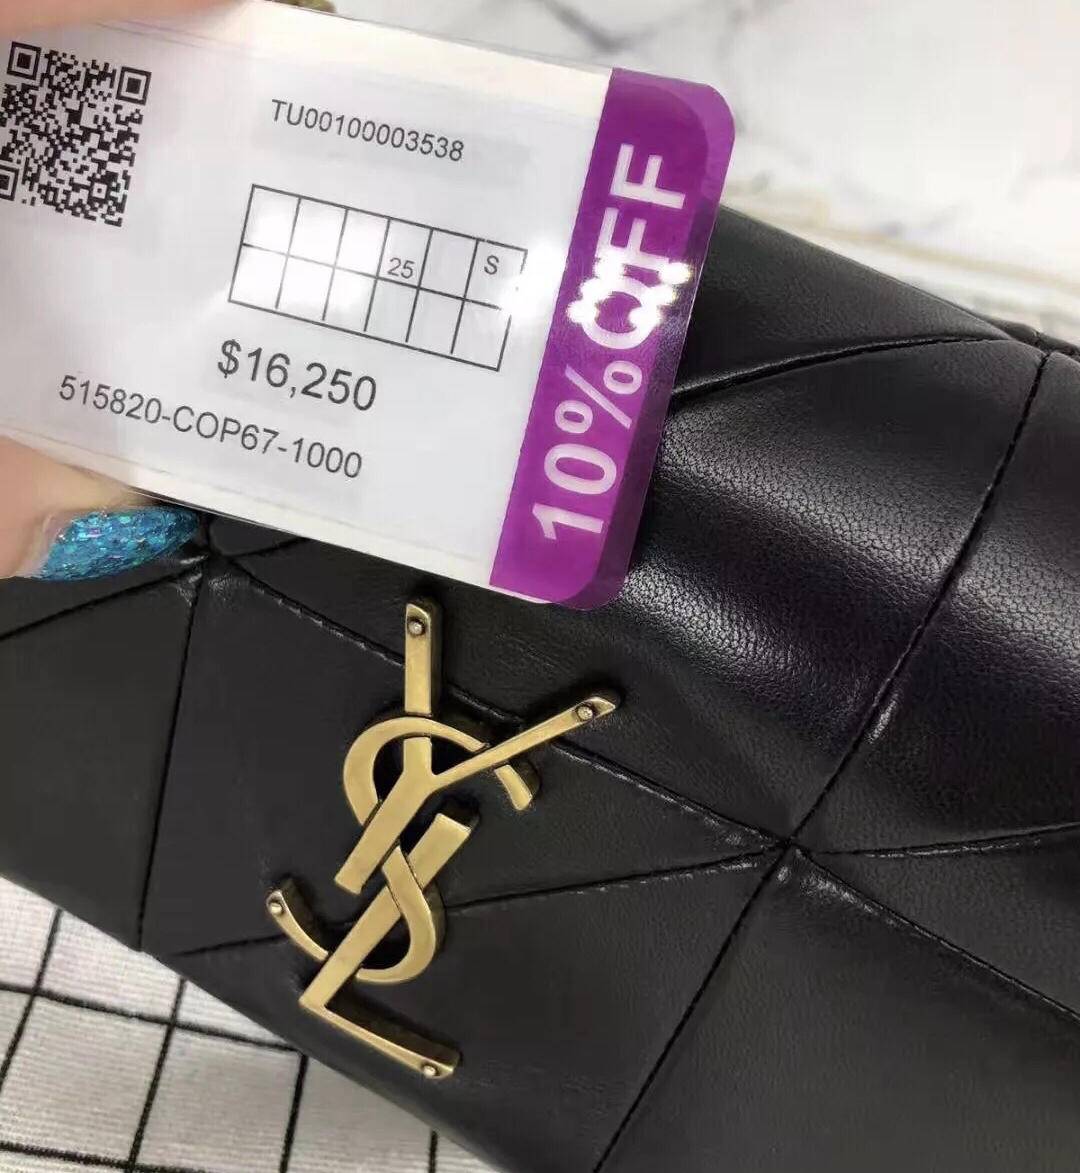 TU00100003538
25
S
$16,250
515820-COP67-1000
10%OFF
YSL